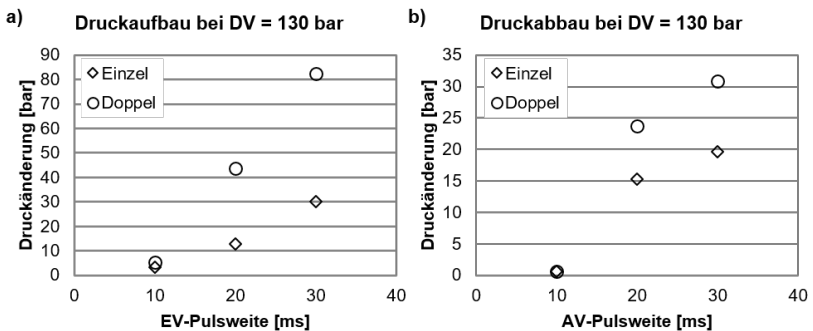 a)
Druckaufbau bei DV = 130 bar
Druckänderung [bar]
90
80
70
60
50
40
30
20
10
0
Einzel
Doppel
0 10 20 30 40
EV-Pulsweite [ms]
b)
Druckabbau bei DV = 130 bar
Druckänderung [bar]
35
30
25
20
15
10
5
0
Einzel
Doppel
0 10 20 30 40
AV-Pulsweite [ms]